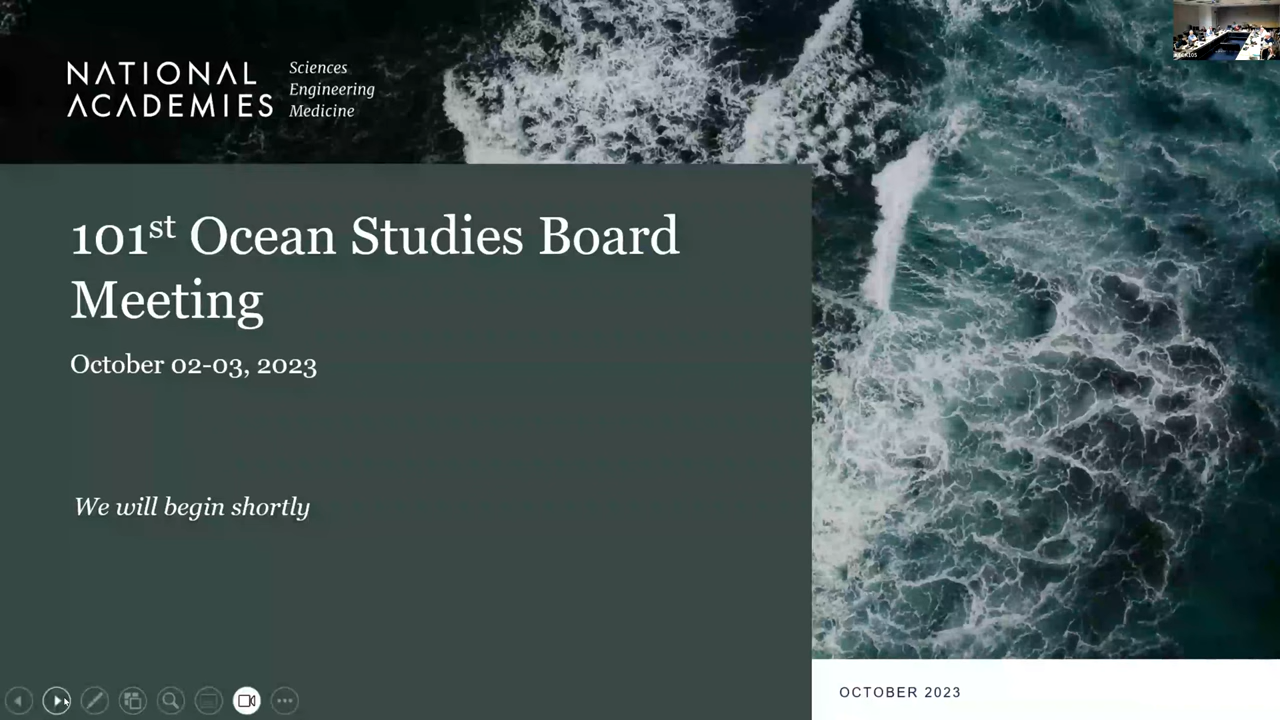 NATIONAL
ACADEMIES
Sciences
Engineering
Medicine
101st Ocean Studies Board
Meeting
October 02-03, 2023
We will begin shortly
OCTOBER 2023